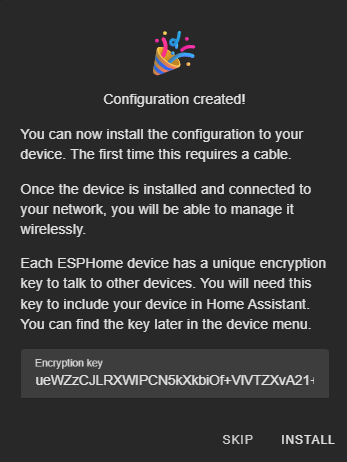 Configuration created!
You can now install the configuration to your
device. The first time this requires a cable.
Once the device is installed and connected to
your network, you will be able to manage it
wirelessly.
Each ESPHome device has a unique encryption
key to talk to other devices. You will need this
key to include your device in Home Assistant.
You can find the key later in the device menu.
Encryption key
ueWZzCJLRXWIPCN5kXkbiOf+VIVTZXvA21+
SKIP INSTALL